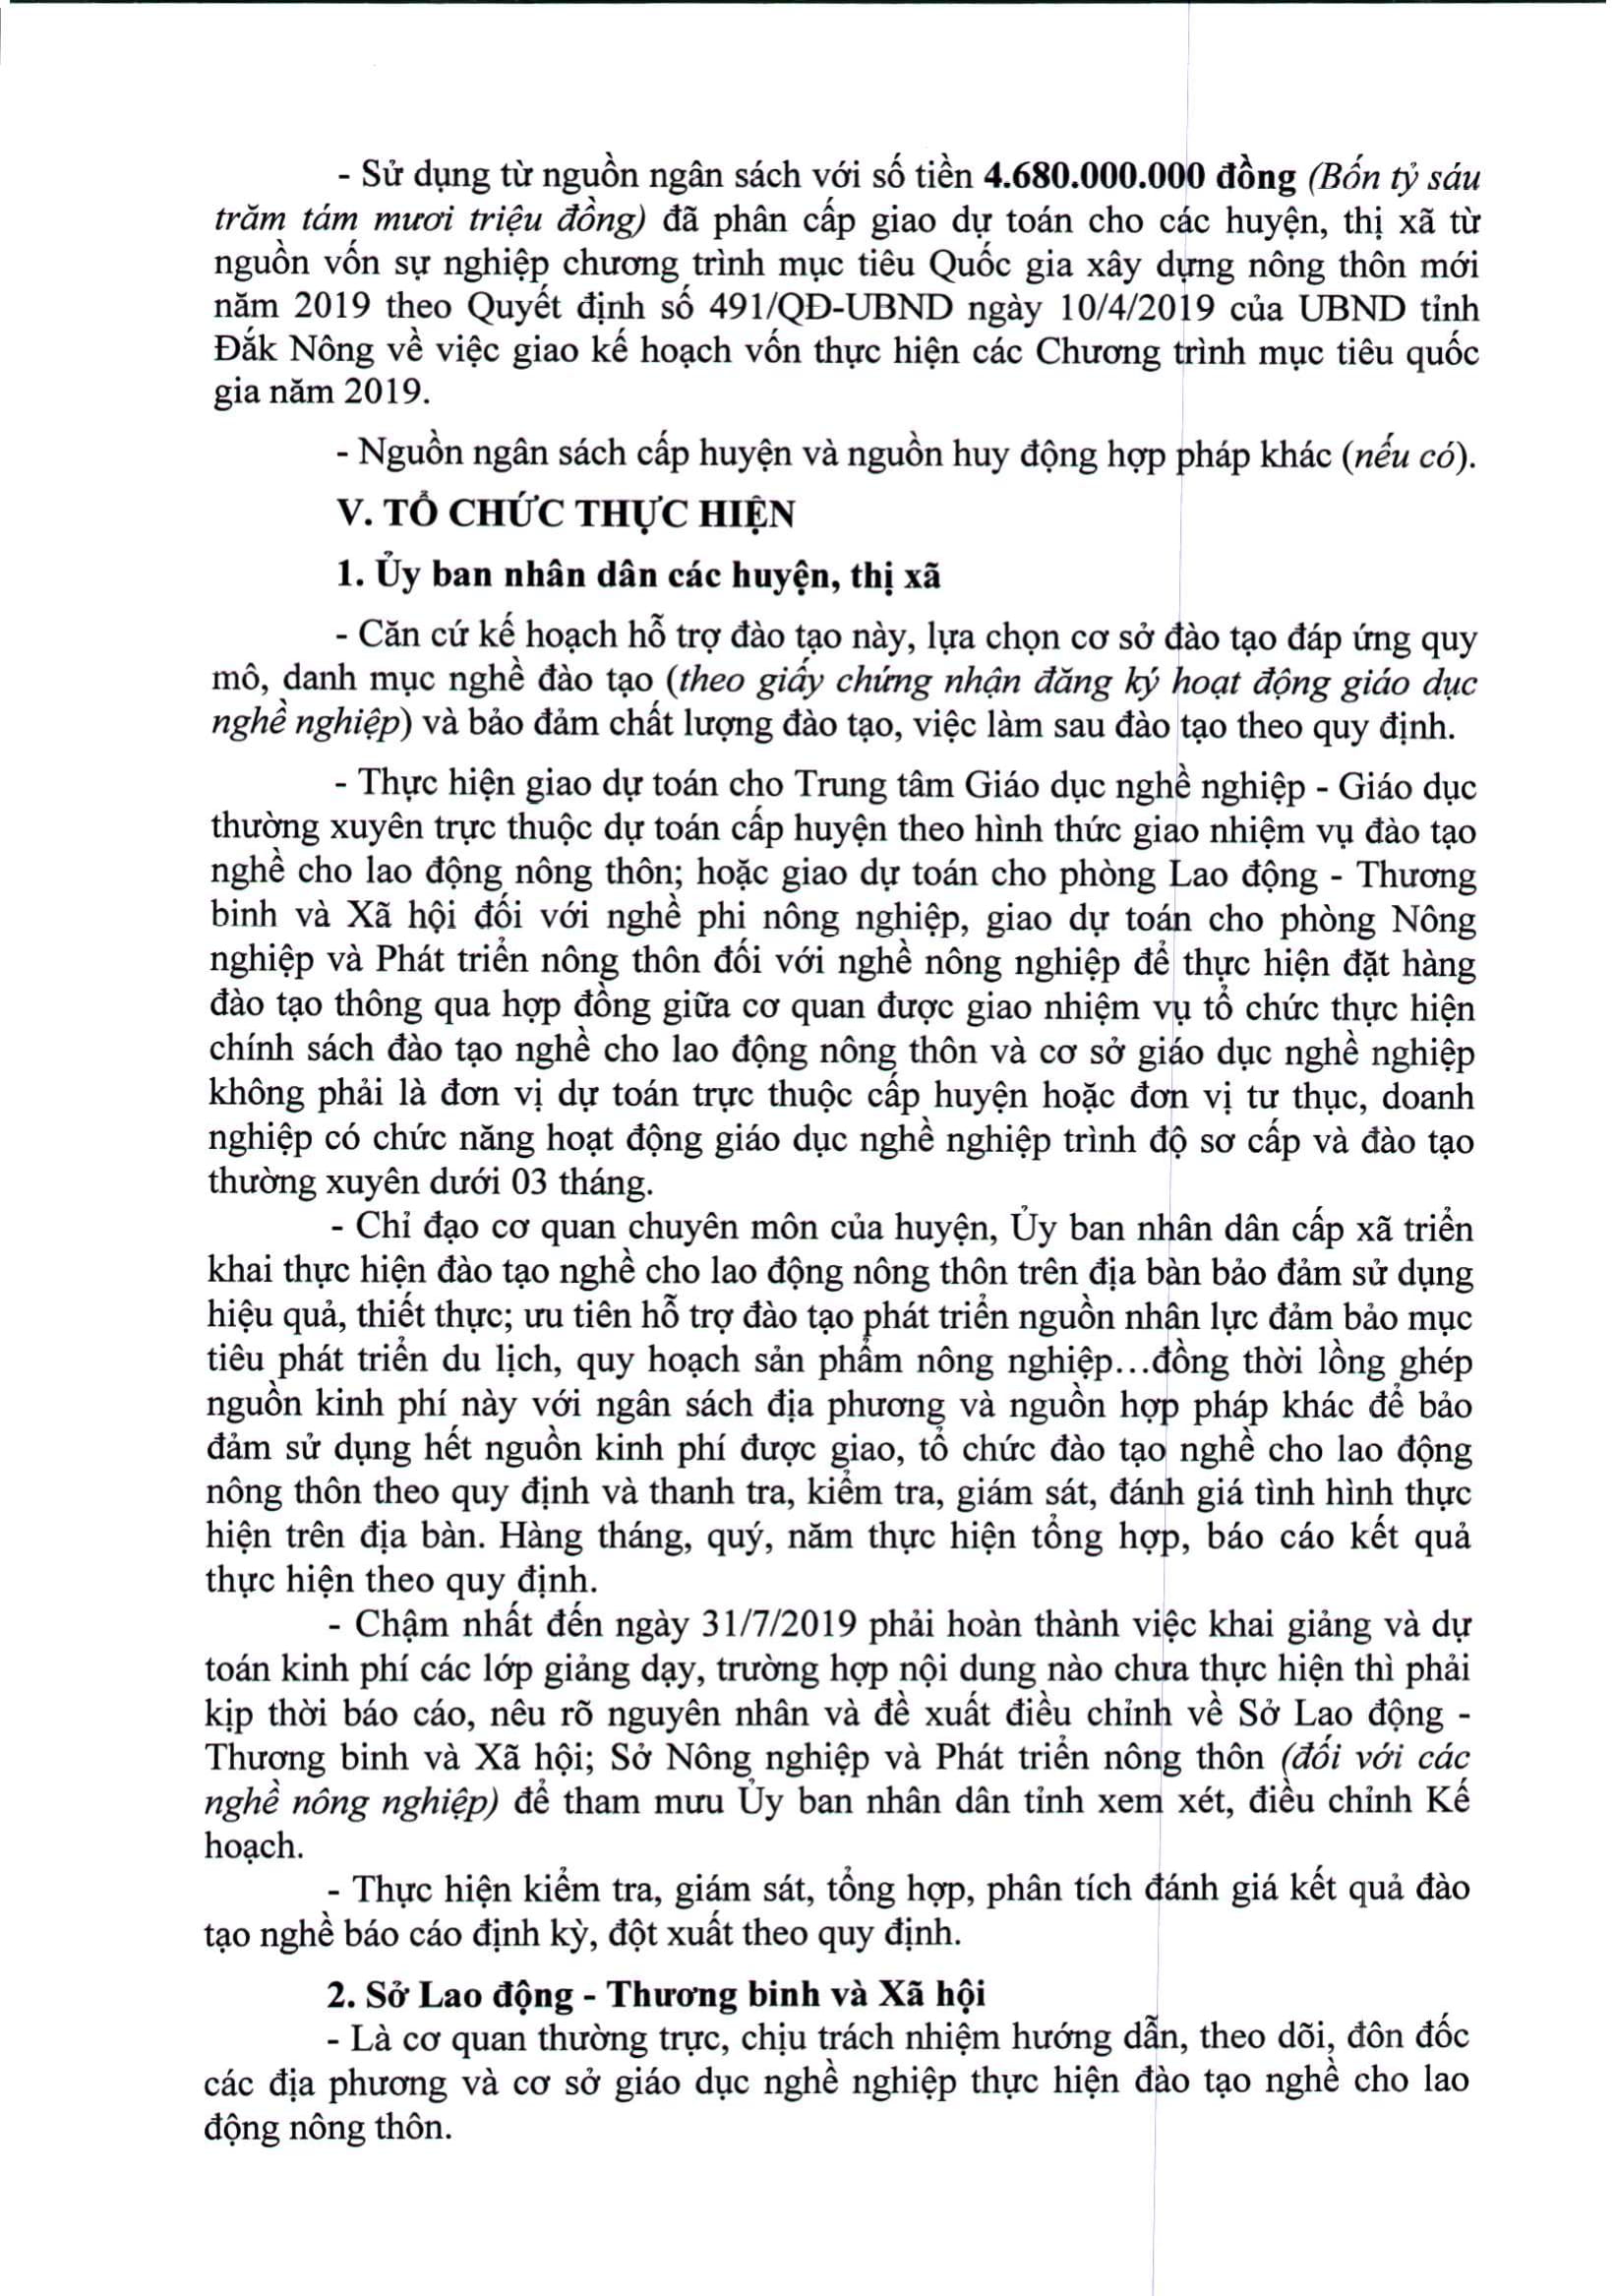 - Sử dụng từ nguồn ngân sách với số tiền 4.680.000.000 đồng (Bốn tỷ sáu
trăm tám mươi triệu đồng) đã phân cấp giao dự toán cho các huyện, thị xã từ
nguồn vốn sự nghiệp chương trình mục tiêu Quốc gia xây dựng nông thôn mới
năm 2019 theo Quyết định số 491/QĐ-UBND ngày 10/4/2019 của UBND tỉnh
Đắk Nông về việc giao kế hoạch vốn thực hiện các Chương trình mục tiêu quốc
gia năm 2019.
- Nguồn ngân sách cấp huyện và nguồn huy động hợp pháp khác (nếu có).
V. TỔ CHỨC THỰC HIỆN
1. Ủy ban nhân dân các huyện, thị xã
- Căn cứ kế hoạch hỗ trợ đào tạo này, lựa chọn cơ sở đào tạo đáp ứng quy
mô, danh mục nghề đào tạo (theo giấy chứng nhận đăng ký hoạt động giáo dục
nghề nghiệp) và bảo đảm chất lượng đào tạo, việc làm sau đào tạo theo quy định.
- Thực hiện giao dự toán cho Trung tâm Giáo dục nghề nghiệp - Giáo dục
thường xuyên trực thuộc dự toán cấp huyện theo hình thức giao nhiệm vụ đào tạo
nghề cho lao động nông thôn; hoặc giao dự toán cho phòng Lao động - Thương
binh và Xã hội đối với nghề phi nông nghiệp, giao dự toán cho phòng Nông
nghiệp và Phát triển nông thôn đối với nghề nông nghiệp để thực hiện đặt hàng
đào tạo thông qua hợp đồng giữa cơ quan được giao nhiệm vụ tổ chức thực hiện
chính sách đào tạo nghề cho lao động nông thôn và cơ sở giáo dục nghề nghiệp
không phải là đơn vị dự toán trực thuộc cấp huyện hoặc đơn vị tư thục, doanh
nghiệp có chức năng hoạt động giáo dục nghề nghiệp trình độ sơ cấp và đào tạo
thường xuyên dưới 03 tháng.
- Chỉ đạo cơ quan chuyên môn của huyện, Ủy ban nhân dân cấp xã triển
khai thực hiện đào tạo nghề cho lao động nông thôn trên địa bàn bảo đảm sử dụng
hiệu quả, thiết thực; ưu tiên hỗ trợ đào tạo phát triển nguồn nhân lực đảm bảo mục
tiêu phát triển du lịch, quy hoạch sản phẩm nông nghiệp...đồng thời lồng ghép
nguồn kinh phí này với ngân sách địa phương và nguồn hợp pháp khác để bảo
đảm sử dụng hết nguồn kinh phí được giao, tổ chức đào tạo nghề cho lao động
nông thôn theo quy định và thanh tra, kiểm tra, giám sát, đánh giá tình hình thực
hiện trên địa bàn. Hàng tháng, quý, năm thực hiện tổng hợp, báo cáo kết quả
thực hiện theo quy định.
- Chậm nhất đến ngày 31/7/2019 phải hoàn thành việc khai giảng và dự
toán kinh phí các lớp giảng dạy, trường hợp nội dung nào chưa thực hiện thì phải
kịp thời báo cáo, nêu rõ nguyên nhân và đề xuất điều chỉnh về Sở Lao động -
Thương binh và Xã hội; Sở Nông nghiệp và Phát triển nông thôn (đối với các
nghề nông nghiệp) để tham mưu Ủy ban nhân dân tỉnh xem xét, điều chỉnh Kế
hoạch.
- Thực hiện kiểm tra, giám sát, tổng hợp, phân tích đánh giá kết quả đào
tạo nghề báo cáo định kỳ, đột xuất theo quy định.
2. Sở Lao động - Thương binh và Xã hội
- Là cơ quan thường trực, chịu trách nhiệm hướng dẫn, theo dõi, đôn đốc
các địa phương và cơ sở giáo dục nghề nghiệp thực hiện đào tạo nghề cho lao
động nông thôn.